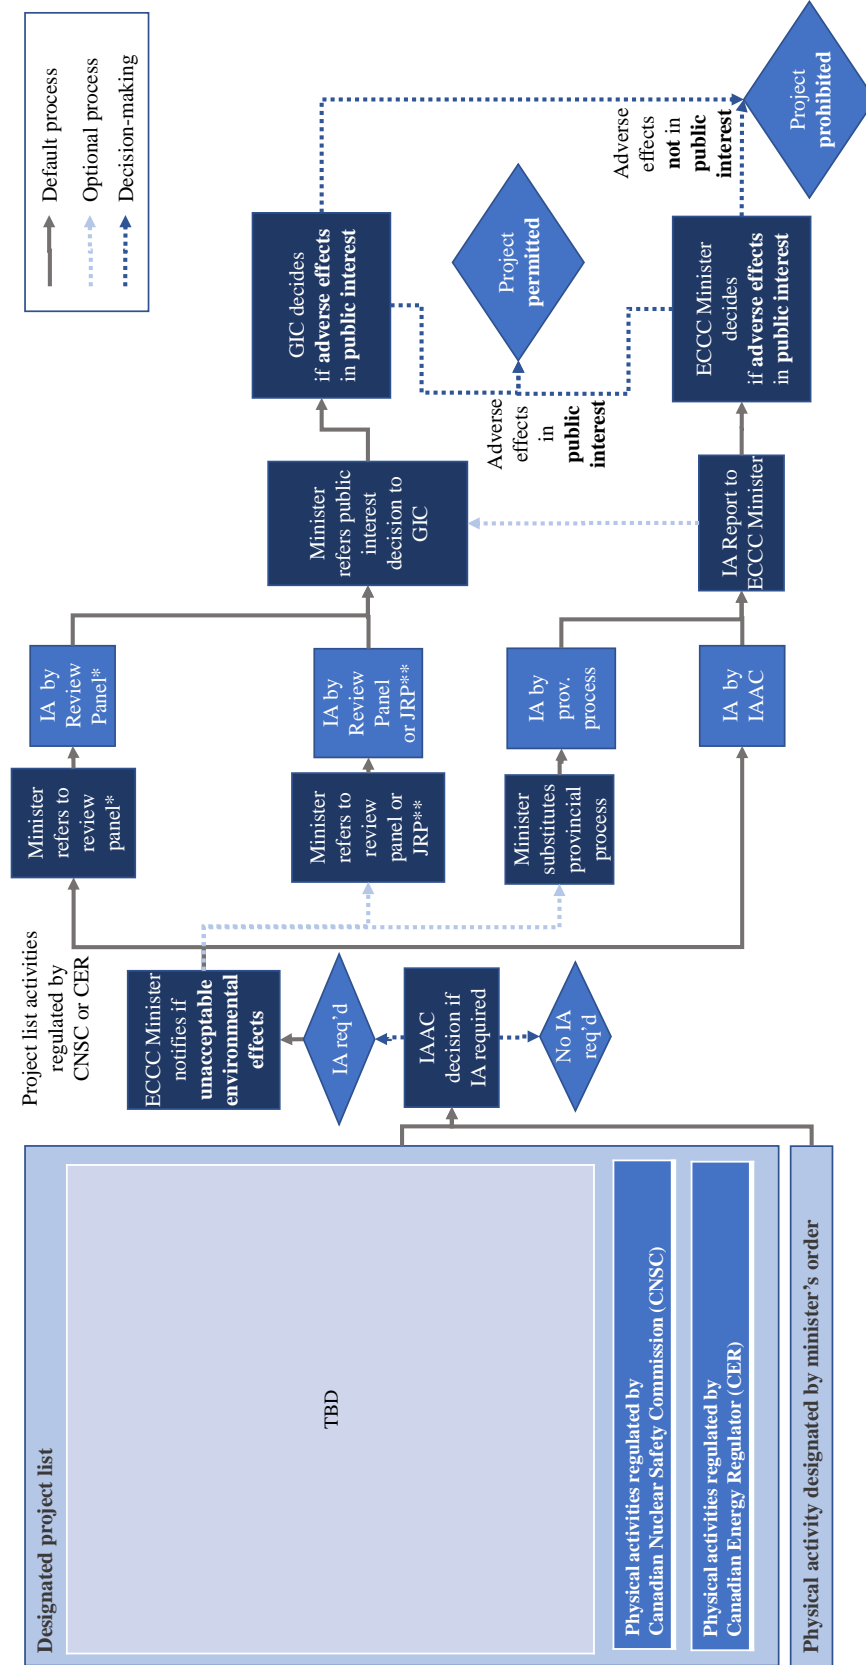 Designated project list
TBD
Physical activities regulated by
Canadian Nuclear Safety Commission (CNSC)
Physical activities regulated by
Canadian Energy Regulator (CER)
Physical activity designated by minister's order
Project list activities
regulated by
CNSC or CER
ECCC Minister
notifies if
unacceptable
environmental
effects
IA req'd
IAAC
decision if
IA required
No IA
req'd
Minister
refers to
review
panel*
IA by
Review
Panel*
Minister
refers to
review
panel or
JRP**
IA by
Review
Panel
or JRP**
Minister
substitutes
provincial
process
IA by
prov.
process
IA by
IAAC
Minister
refers public
interest
decision to
GIC
IA Report to
ECCC Minister
GIC decides
if adverse effects
in public interest
Adverse
effects
in
public
interest
Project
permitted
ECCC Minister
decides
if adverse effects
in public interest
Adverse
effects
not in
public
interest
Project
prohibited
Default process
Optional process
Decision-making